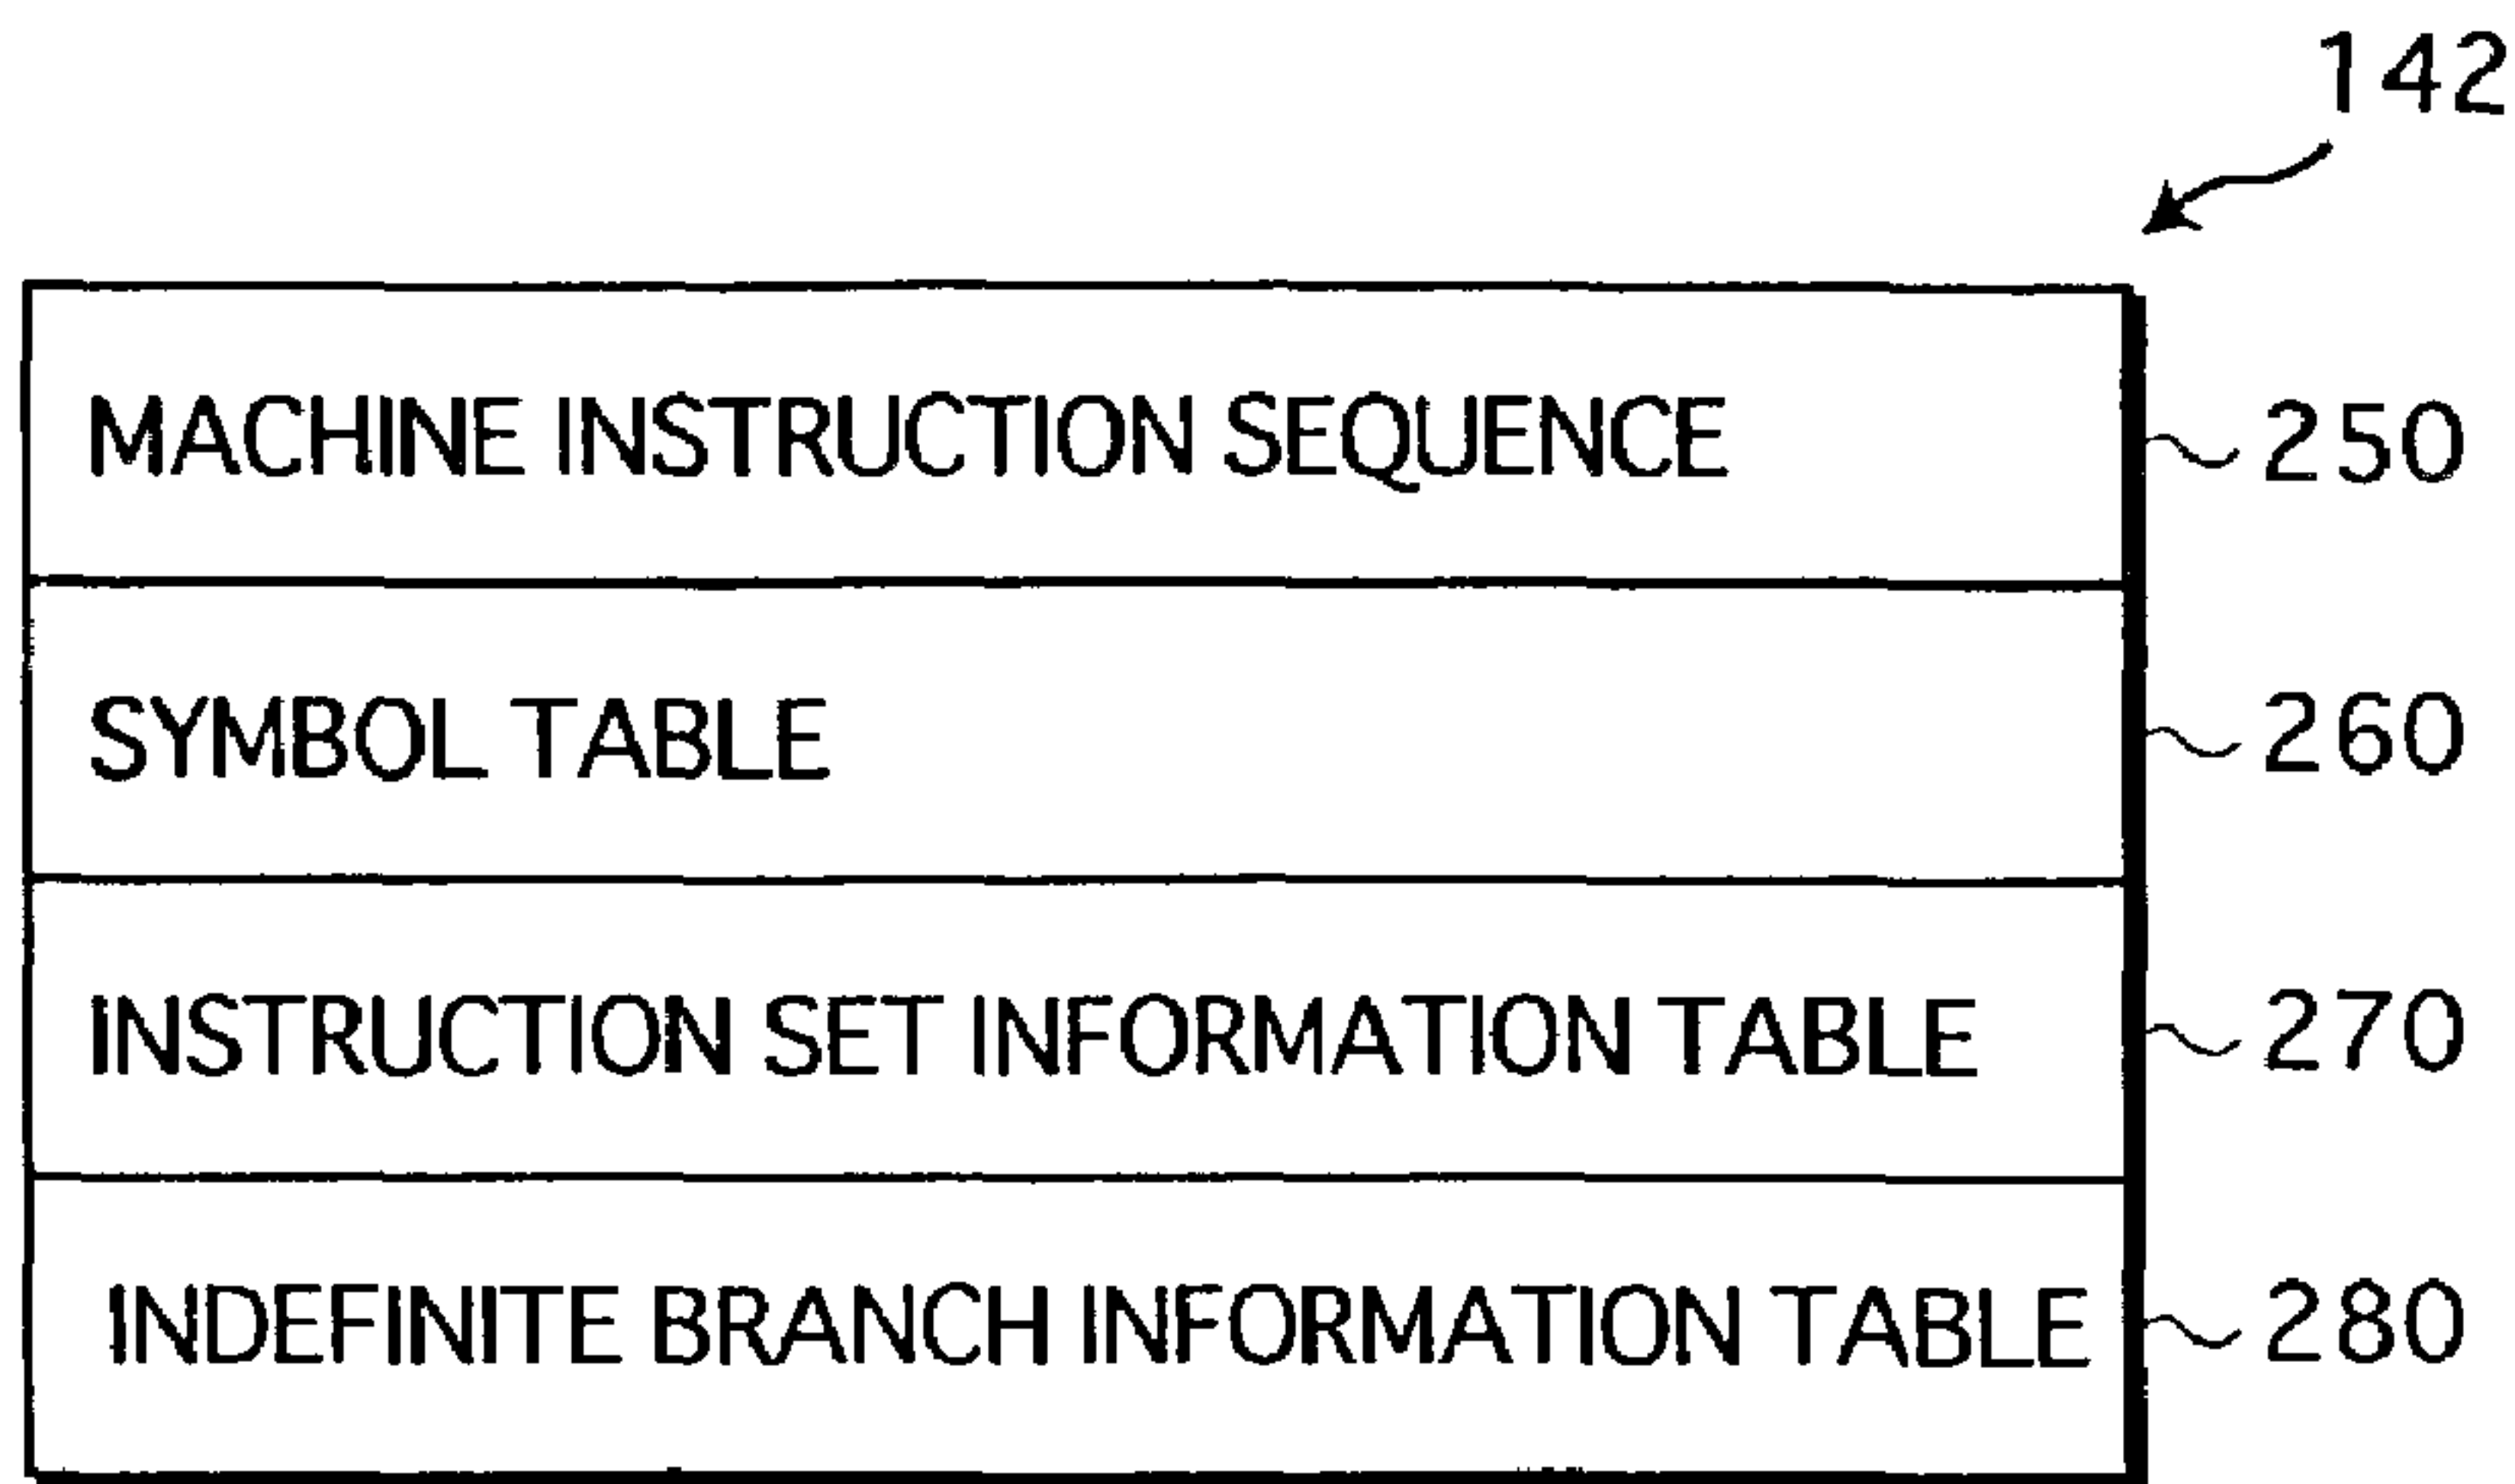 142
MACHINE INSTRUCTION SEQUENCE 250
SYMBOL TABLE 260
INSTRUCTION SET INFORMATION TABLE 270
INDEFINITE BRANCH INFORMATION TABLE 280